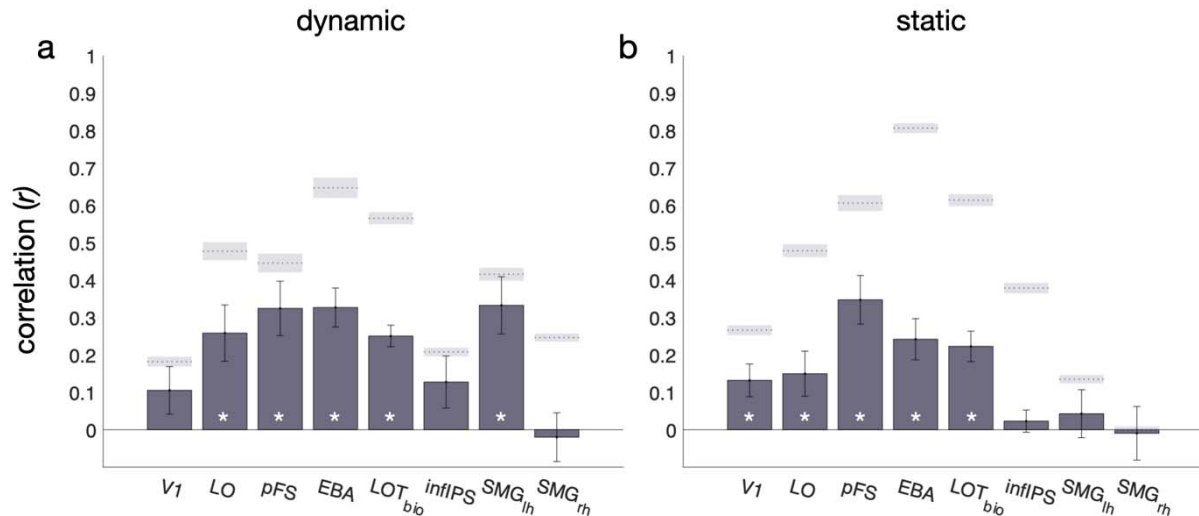 dynamic
a
correlation (r)
1
0.9
0.8
0.7
0.6
0.5
0.4
0.3
0.2
0.1
0
* * * * *
V1 LO pFS EBA LOTbio infIPS SMGlh SMGrh
static
b
1
0.9
0.8
0.7
0.6
0.5
0.4
0.3
0.2
0.1
0
* * * * *
V1 LO pFS EBA LOTbio infIPS SMGlh SMGrh